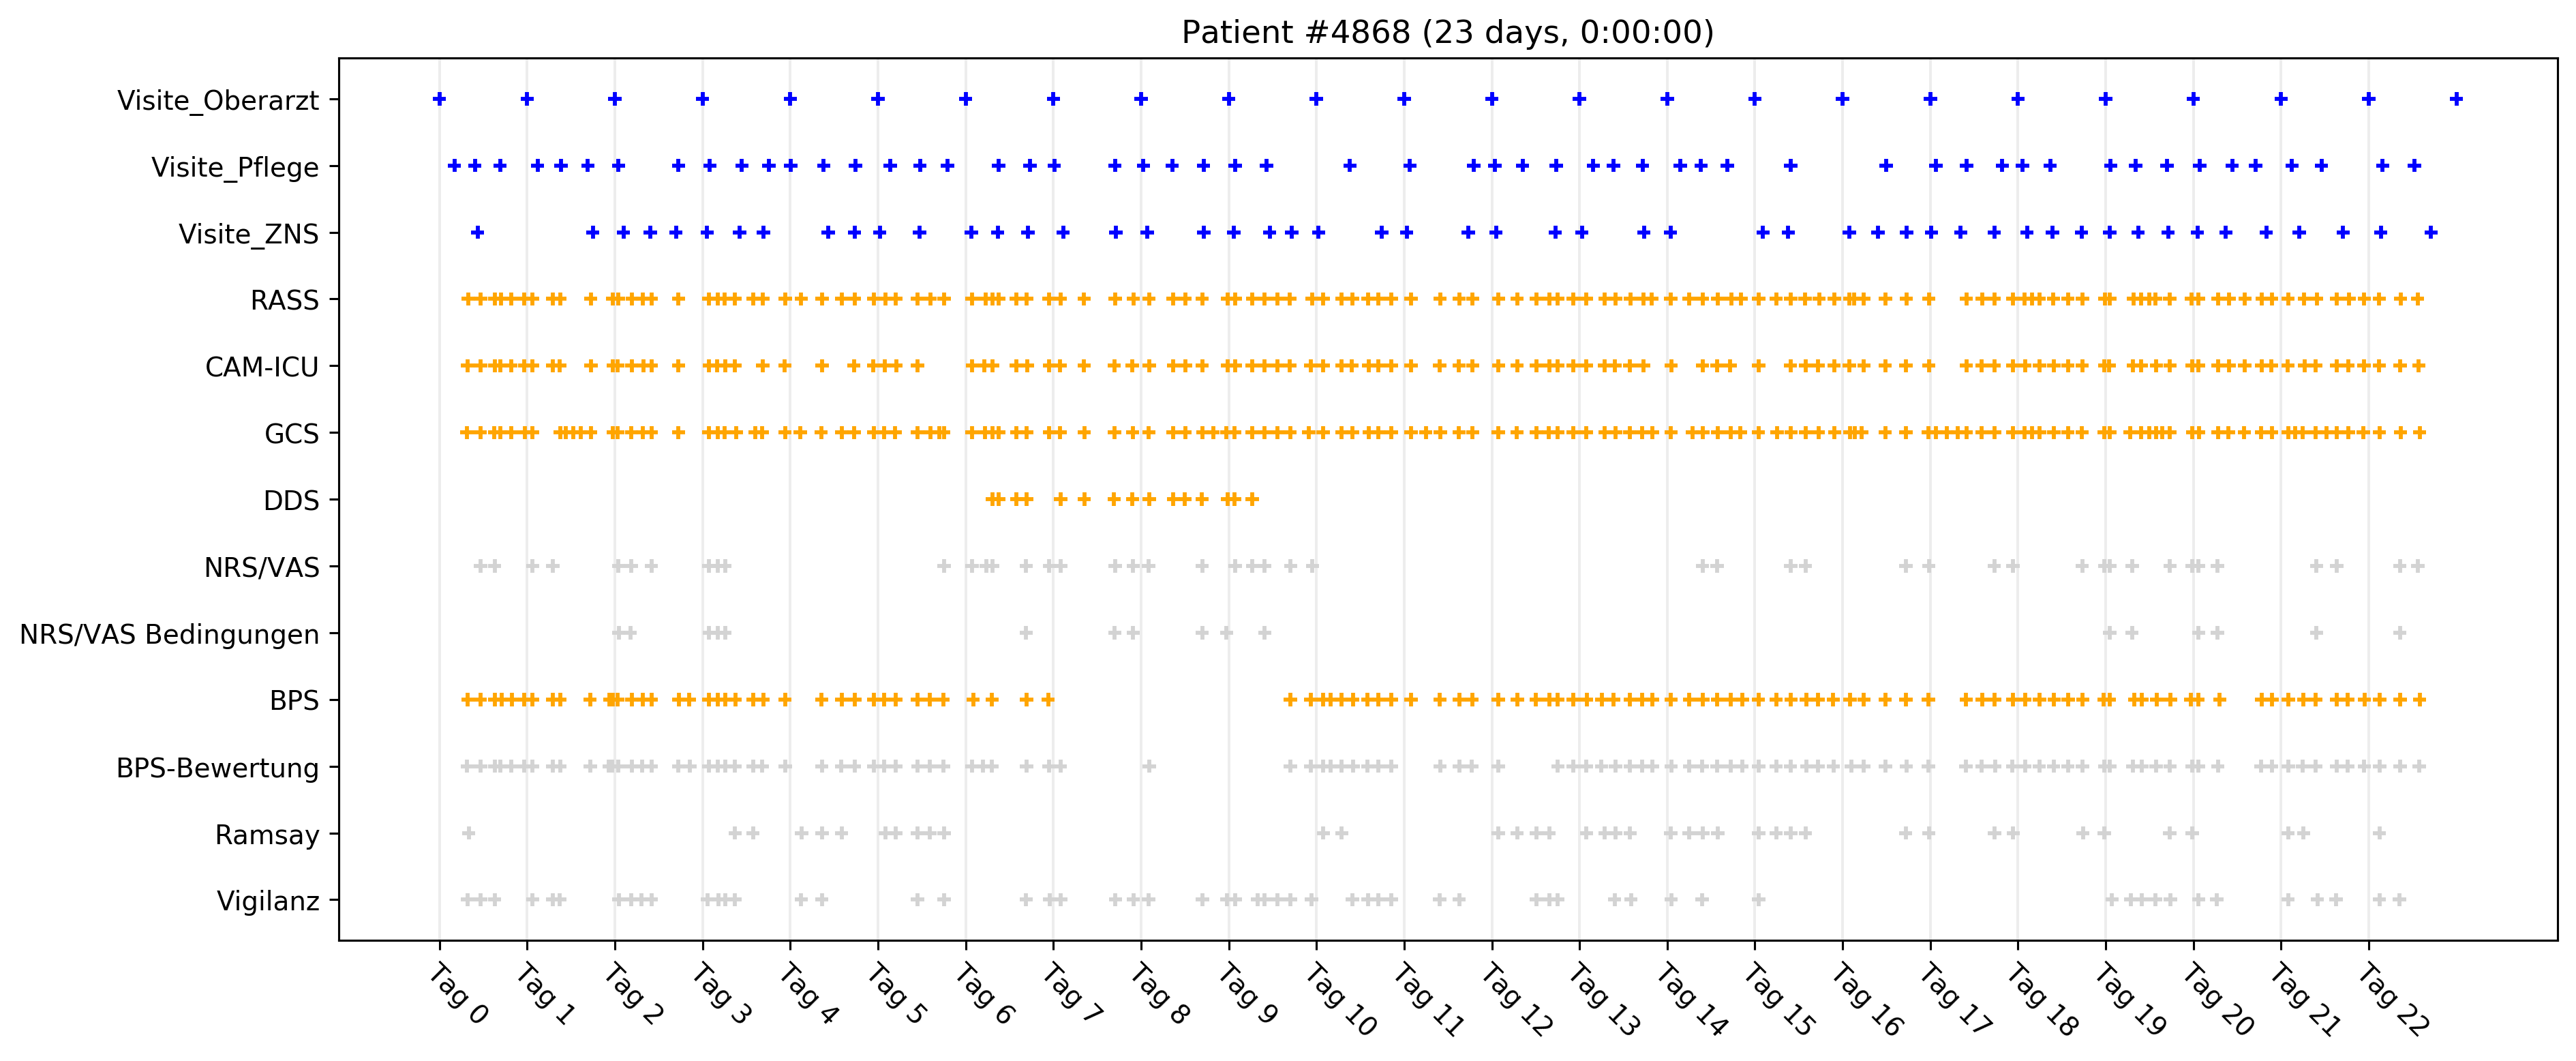 Patient #4868 (23 days, 0:00:00)
Visite_Oberarzt
Visite_Pflege
Visite_ZNS
RASS
CAM-ICU
GCS
DDS
NRS/VAS
NRS/VAS Bedingungen
BPS
BPS-Bewertung
Ramsay
Vigilanz
Tag 0
Tag 1
Tag 2
Tag 3
Tag 4
Tag 5
Tag 6
Tag 7
Tag 8
Tag 9
Tag 10
Tag 11
Tag 12
Tag 13
Tag 14
Tag 15
Tag 16
Tag 17
Tag 18
Tag 19
Tag 20
Tag 21
Tag 22